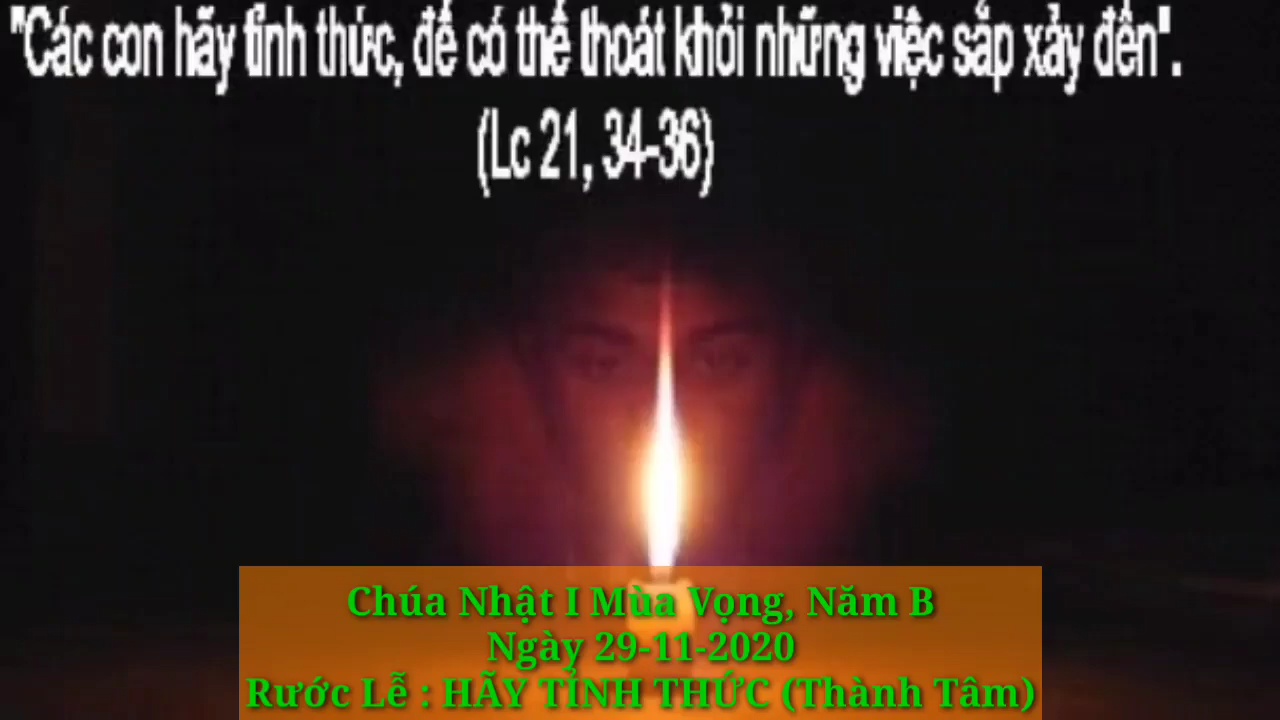 "Các con hãy tỉnh thức, để có thể thoát khỏi những việc sắp xảy đến".
(Lc 21, 34-36)
Chúa Nhật I Mùa Vọng, Năm B
Ngày 29-11-2020
Rước Lễ : HÃY TỈNH THỨC (Thành Tâm)